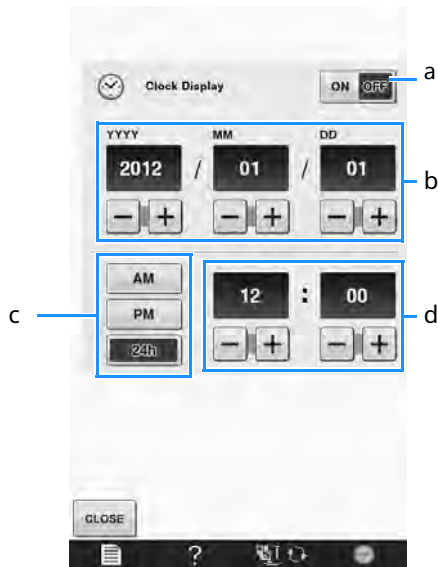 a
Clock Display ON OFF
YYYY MM DD
2012 / 01 / 01
b
− + − + − +
AM
PM
24h
c
12 : 00
d
− + − +
CLOSE
?